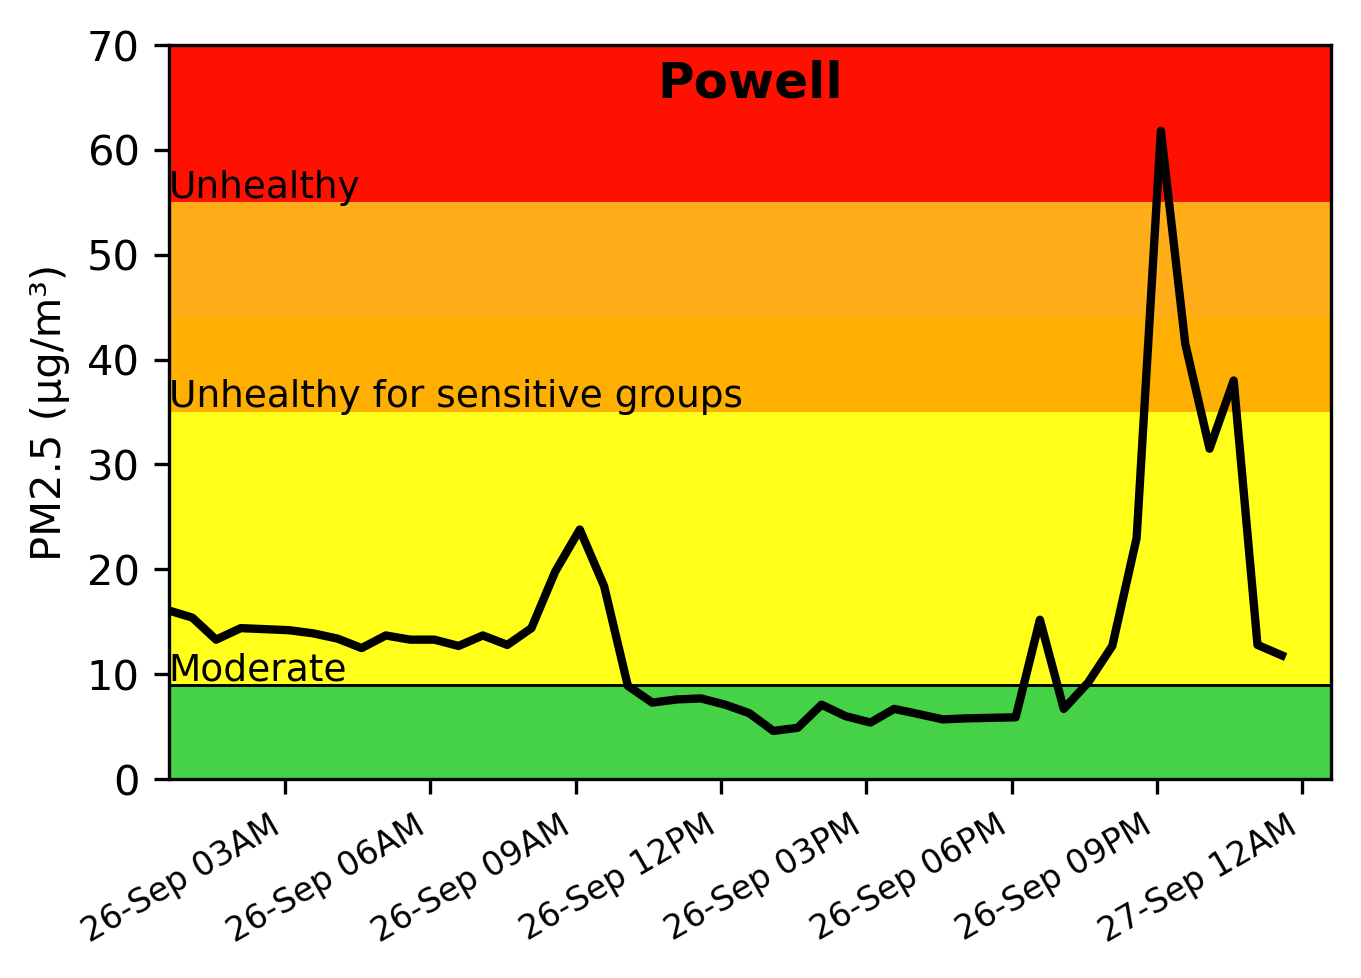 Powell
70
60
50
40
30
20
10
0
PM2.5 (µg/m³)
Unhealthy
Unhealthy for sensitive groups
Moderate
26-Sep 03AM
26-Sep 06AM
26-Sep 09AM
26-Sep 12PM
26-Sep 03PM
26-Sep 06PM
26-Sep 09PM
27-Sep 12AM